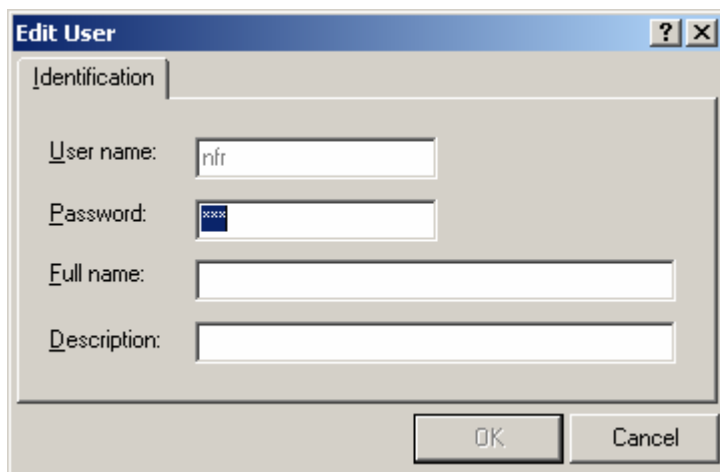 Edit User
Identification
User name: nfr
Password: ***
Full name:
Description:
OK Cancel